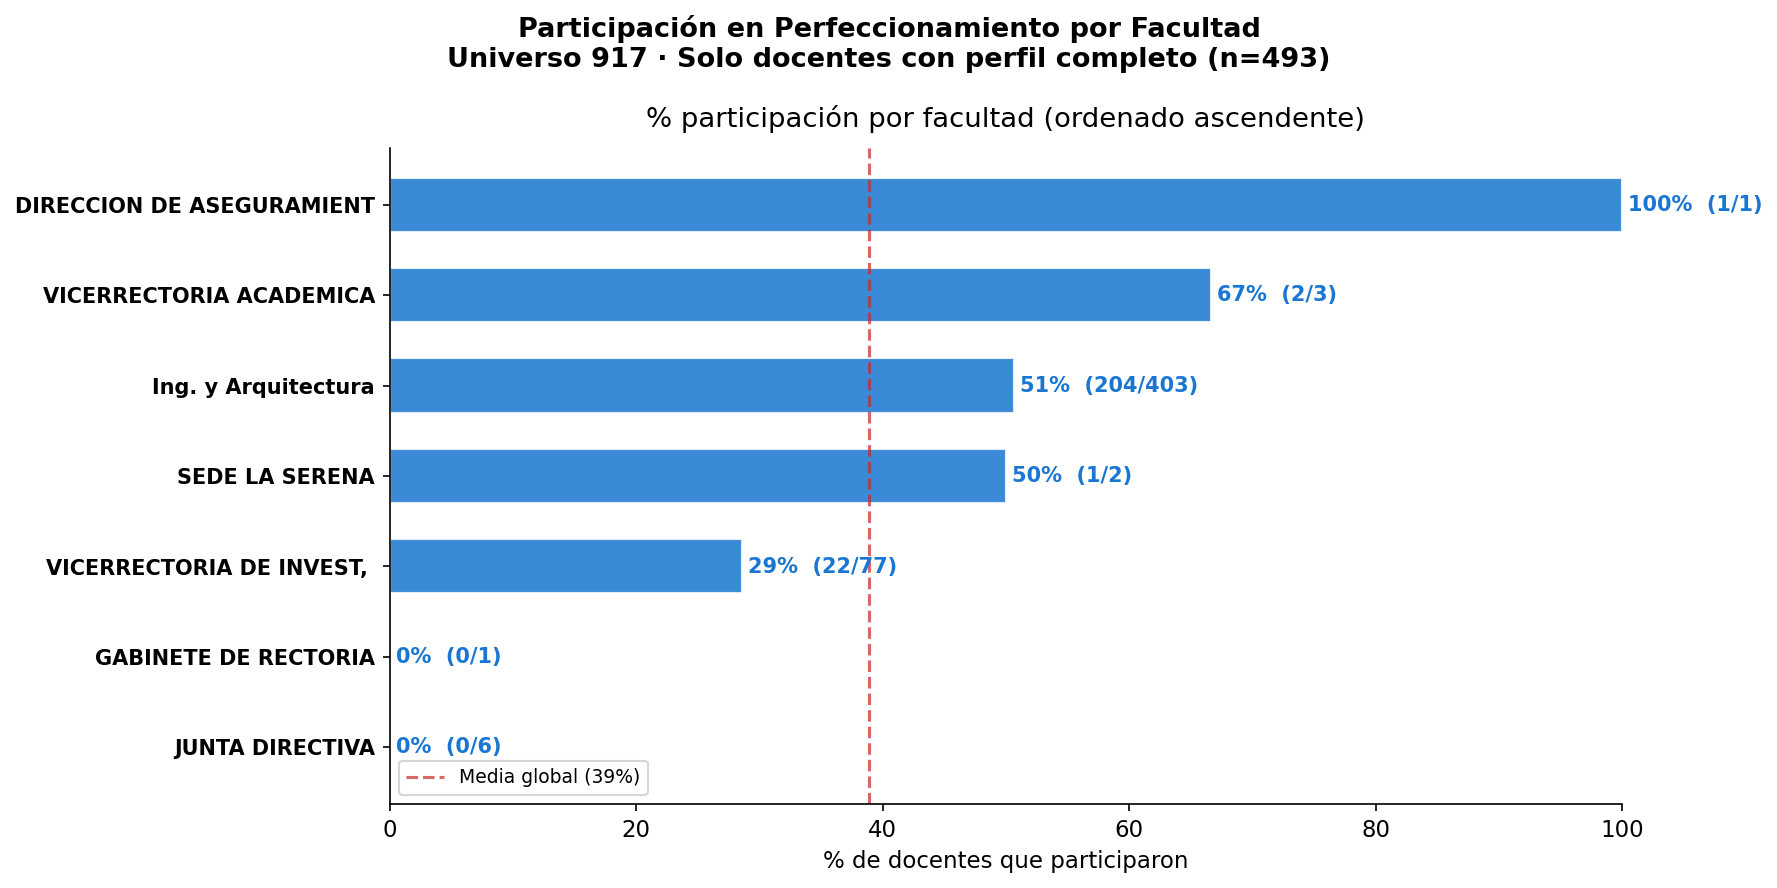 Participación en Perfeccionamiento por Facultad
Universo 917 · Solo docentes con perfil completo (n=493)
% participación por facultad (ordenado ascendente)
DIRECCION DE ASEGURAMIENT 100% (1/1)
VICERRECTORIA ACADEMICA 67% (2/3)
Ing. y Arquitectura 51% (204/403)
SEDE LA SERENA 50% (1/2)
VICERRECTORIA DE INVEST, 29% (22/77)
GABINETE DE RECTORIA 0% (0/1)
JUNTA DIRECTIVA 0% (0/6)
Media global (39%)
0 20 40 60 80 100
% de docentes que participaron